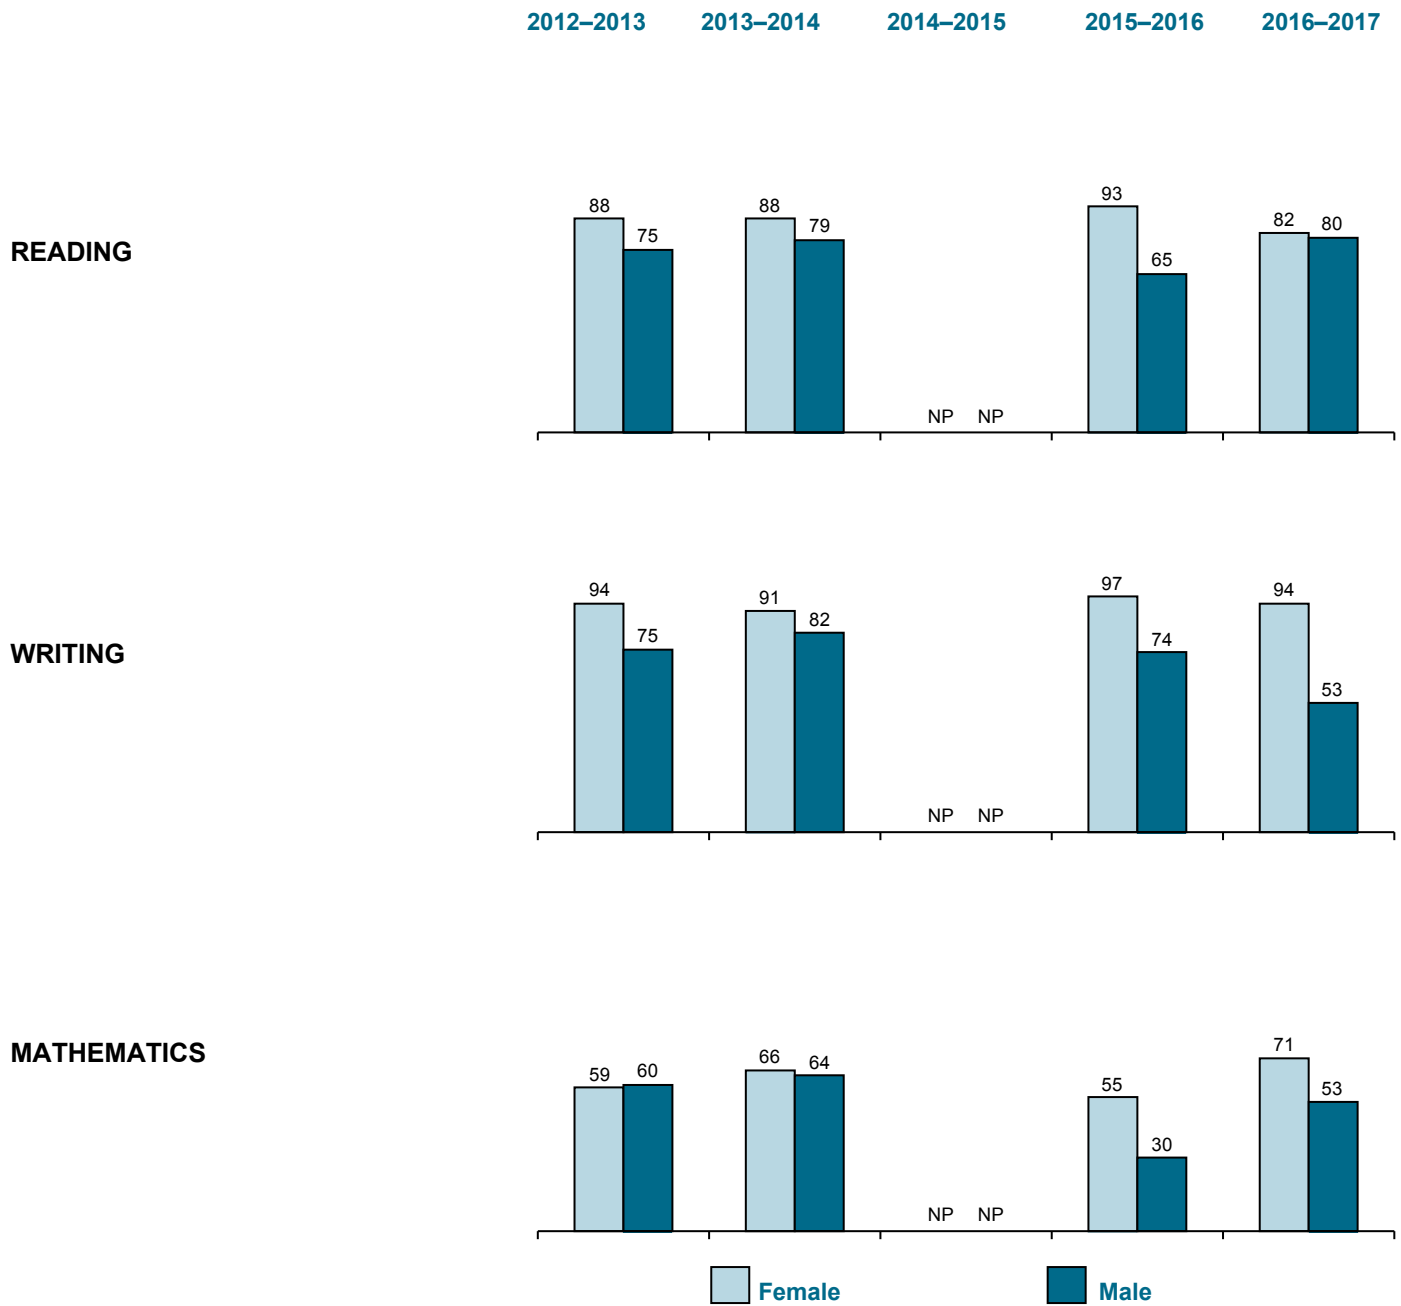 2012–2013 2013–2014 2014–2015 2015–2016 2016–2017
READING
88 75 88 79 NP NP 93 65 82 80
WRITING
94 75 91 82 NP NP 97 74 94 53
MATHEMATICS
59 60 66 64 NP NP 55 30 71 53
Female Male